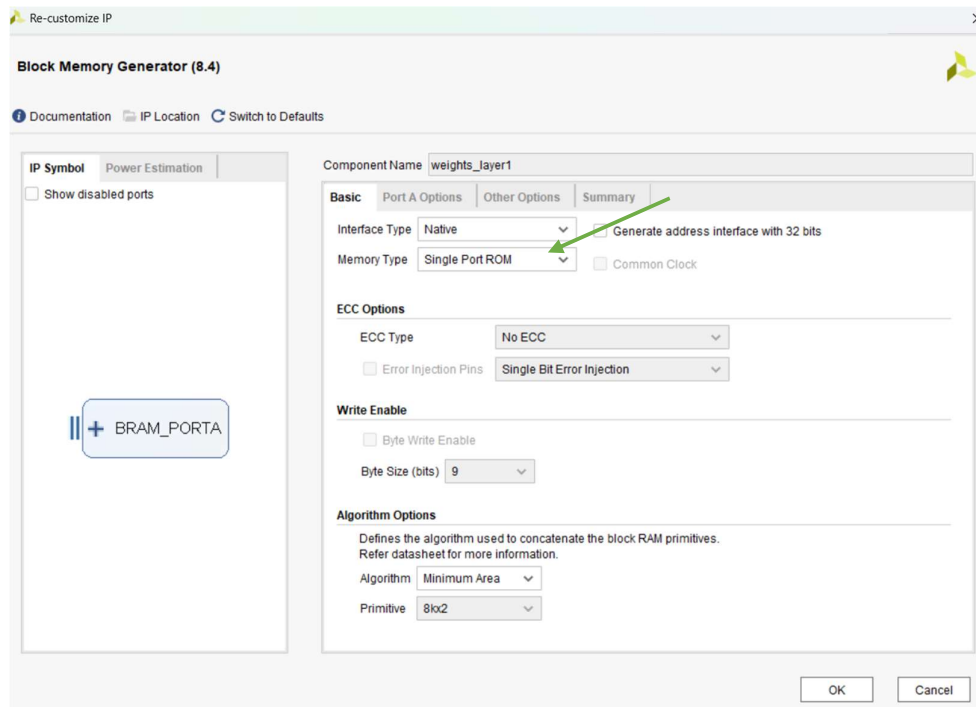 Re-customize IP
Block Memory Generator (8.4)
Documentation IP Location Switch to Defaults
IP Symbol Power Estimation
Show disabled ports
BRAM_PORTA
Component Name weights_layer1
Basic Port A Options Other Options Summary
Interface Type Native Generate address interface with 32 bits
Memory Type Single Port ROM Common Clock
ECC Options
ECC Type No ECC
Error Injection Pins Single Bit Error Injection
Write Enable
Byte Write Enable
Byte Size (bits) 9
Algorithm Options
Defines the algorithm used to concatenate the block RAM primitives.
Refer datasheet for more information.
Algorithm Minimum Area
Primitive 8kx2
OK Cancel